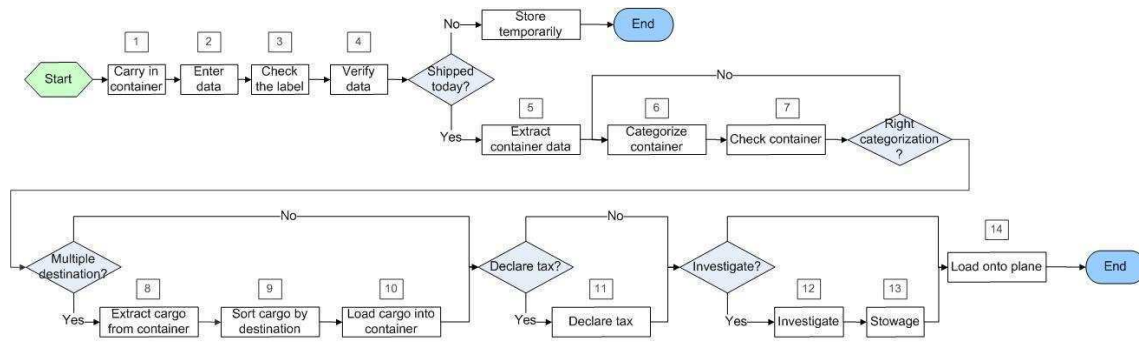 No
Store
temporarily
End
1
2
3
4
Start
Carry in
container
Enter
data
Check
the label
Verify
data
Shipped
today?
No
5
6
7
Yes
Extract
container data
Categorize
container
Check container
Right
categorization
?
No
No
14
Multiple
destination?
Declare tax?
Investigate?
Load onto plane
End
8
9
10
11
12
13
Yes
Extract cargo
from container
Sort cargo by
destination
Load cargo into
container
Yes
Declare tax
Yes
Investigate
Stowage